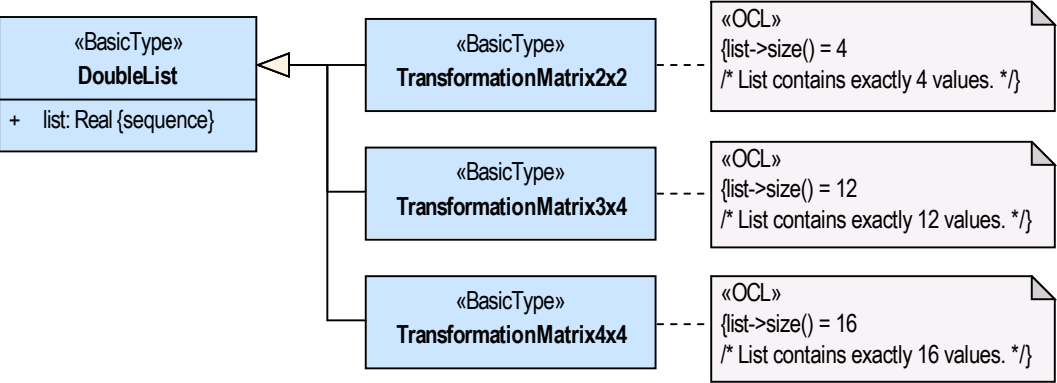 «BasicType»
DoubleList
+ list: Real {sequence}
«BasicType»
TransformationMatrix2x2
«OCL»
{list->size() = 4
/* List contains exactly 4 values. */}
«BasicType»
TransformationMatrix3x4
«OCL»
{list->size() = 12
/* List contains exactly 12 values. */}
«BasicType»
TransformationMatrix4x4
«OCL»
{list->size() = 16
/* List contains exactly 16 values. */}